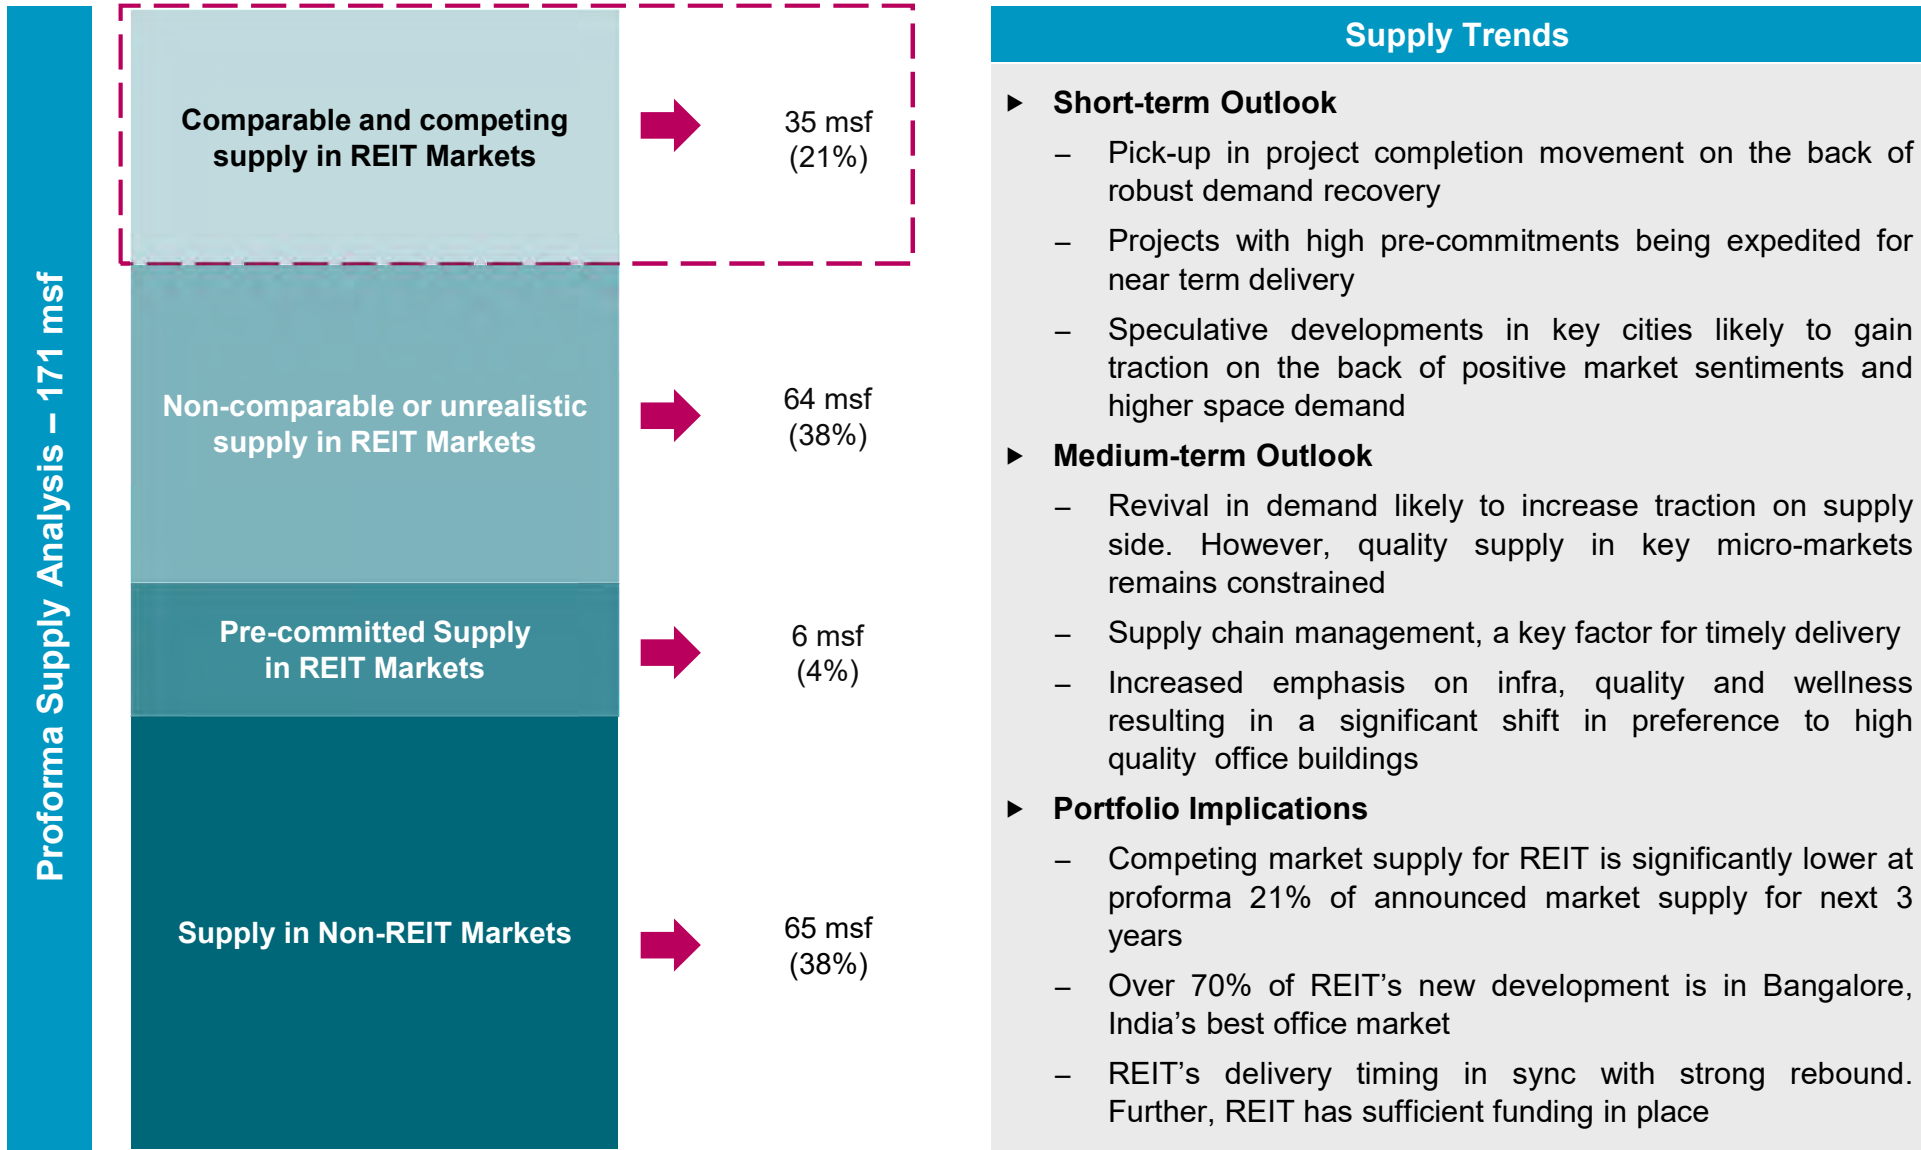 Proforma Supply Analysis – 171 msf
Comparable and competing
supply in REIT Markets
35 msf
(21%)
Non-comparable or unrealistic
supply in REIT Markets
64 msf
(38%)
Pre-committed Supply
in REIT Markets
6 msf
(4%)
Supply in Non-REIT Markets
65 msf
(38%)
Supply Trends
Short-term Outlook
– Pick-up in project completion movement on the back of
robust demand recovery
– Projects with high pre-commitments being expedited for
near term delivery
– Speculative developments in key cities likely to gain
traction on the back of positive market sentiments and
higher space demand
Medium-term Outlook
– Revival in demand likely to increase traction on supply
side. However, quality supply in key micro-markets
remains constrained
– Supply chain management, a key factor for timely delivery
– Increased emphasis on infra, quality and wellness
resulting in a significant shift in preference to high
quality office buildings
Portfolio Implications
– Competing market supply for REIT is significantly lower at
proforma 21% of announced market supply for next 3
years
– Over 70% of REIT’s new development is in Bangalore,
India’s best office market
– REIT’s delivery timing in sync with strong rebound.
Further, REIT has sufficient funding in place